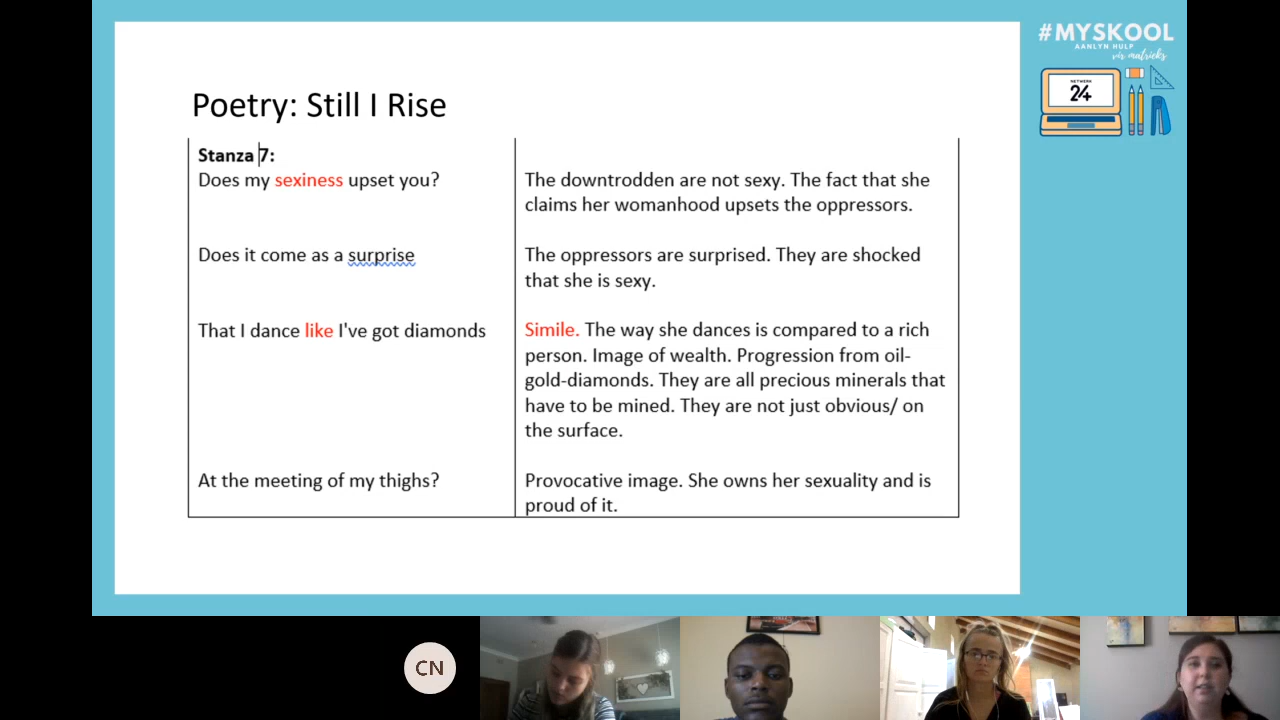 #MYSKOOL
AANLYN HULP
vir matrieks
NETWERK
24
Poetry: Still I Rise
Stanza 7:
Does my sexiness upset you?
The downtrodden are not sexy. The fact that she
claims her womanhood upsets the oppressors.
Does it come as a surprise
The oppressors are surprised. They are shocked
that she is sexy.
That I dance like I've got diamonds
Simile. The way she dances is compared to a rich
person. Image of wealth. Progression from oil-
gold-diamonds. They are all precious minerals that
have to be mined. They are not just obvious/ on
the surface.
At the meeting of my thighs?
Provocative image. She owns her sexuality and is
proud of it.
CN